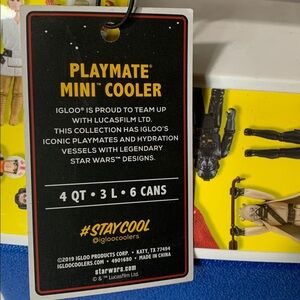 PLAYMATE®
MINI™ COOLER
IGLOO® IS PROUD TO TEAM UP
WITH LUCASFILM LTD.
THIS COLLECTION HAS IGLOO'S
ICONIC PLAYMATES AND HYDRATION
VESSELS WITH LEGENDARY
STAR WARS™ DESIGNS.
4 QT • 3 L • 6 CANS
#STAYCOOL
@igloocoolers
©2019 IGLOO PRODUCTS CORP. • KATY, TX 77494
IGLOOCOOLERS.COM • 4901680 • MADE IN CHINA
starwars.com
© & ™ Lucasfilm Ltd.